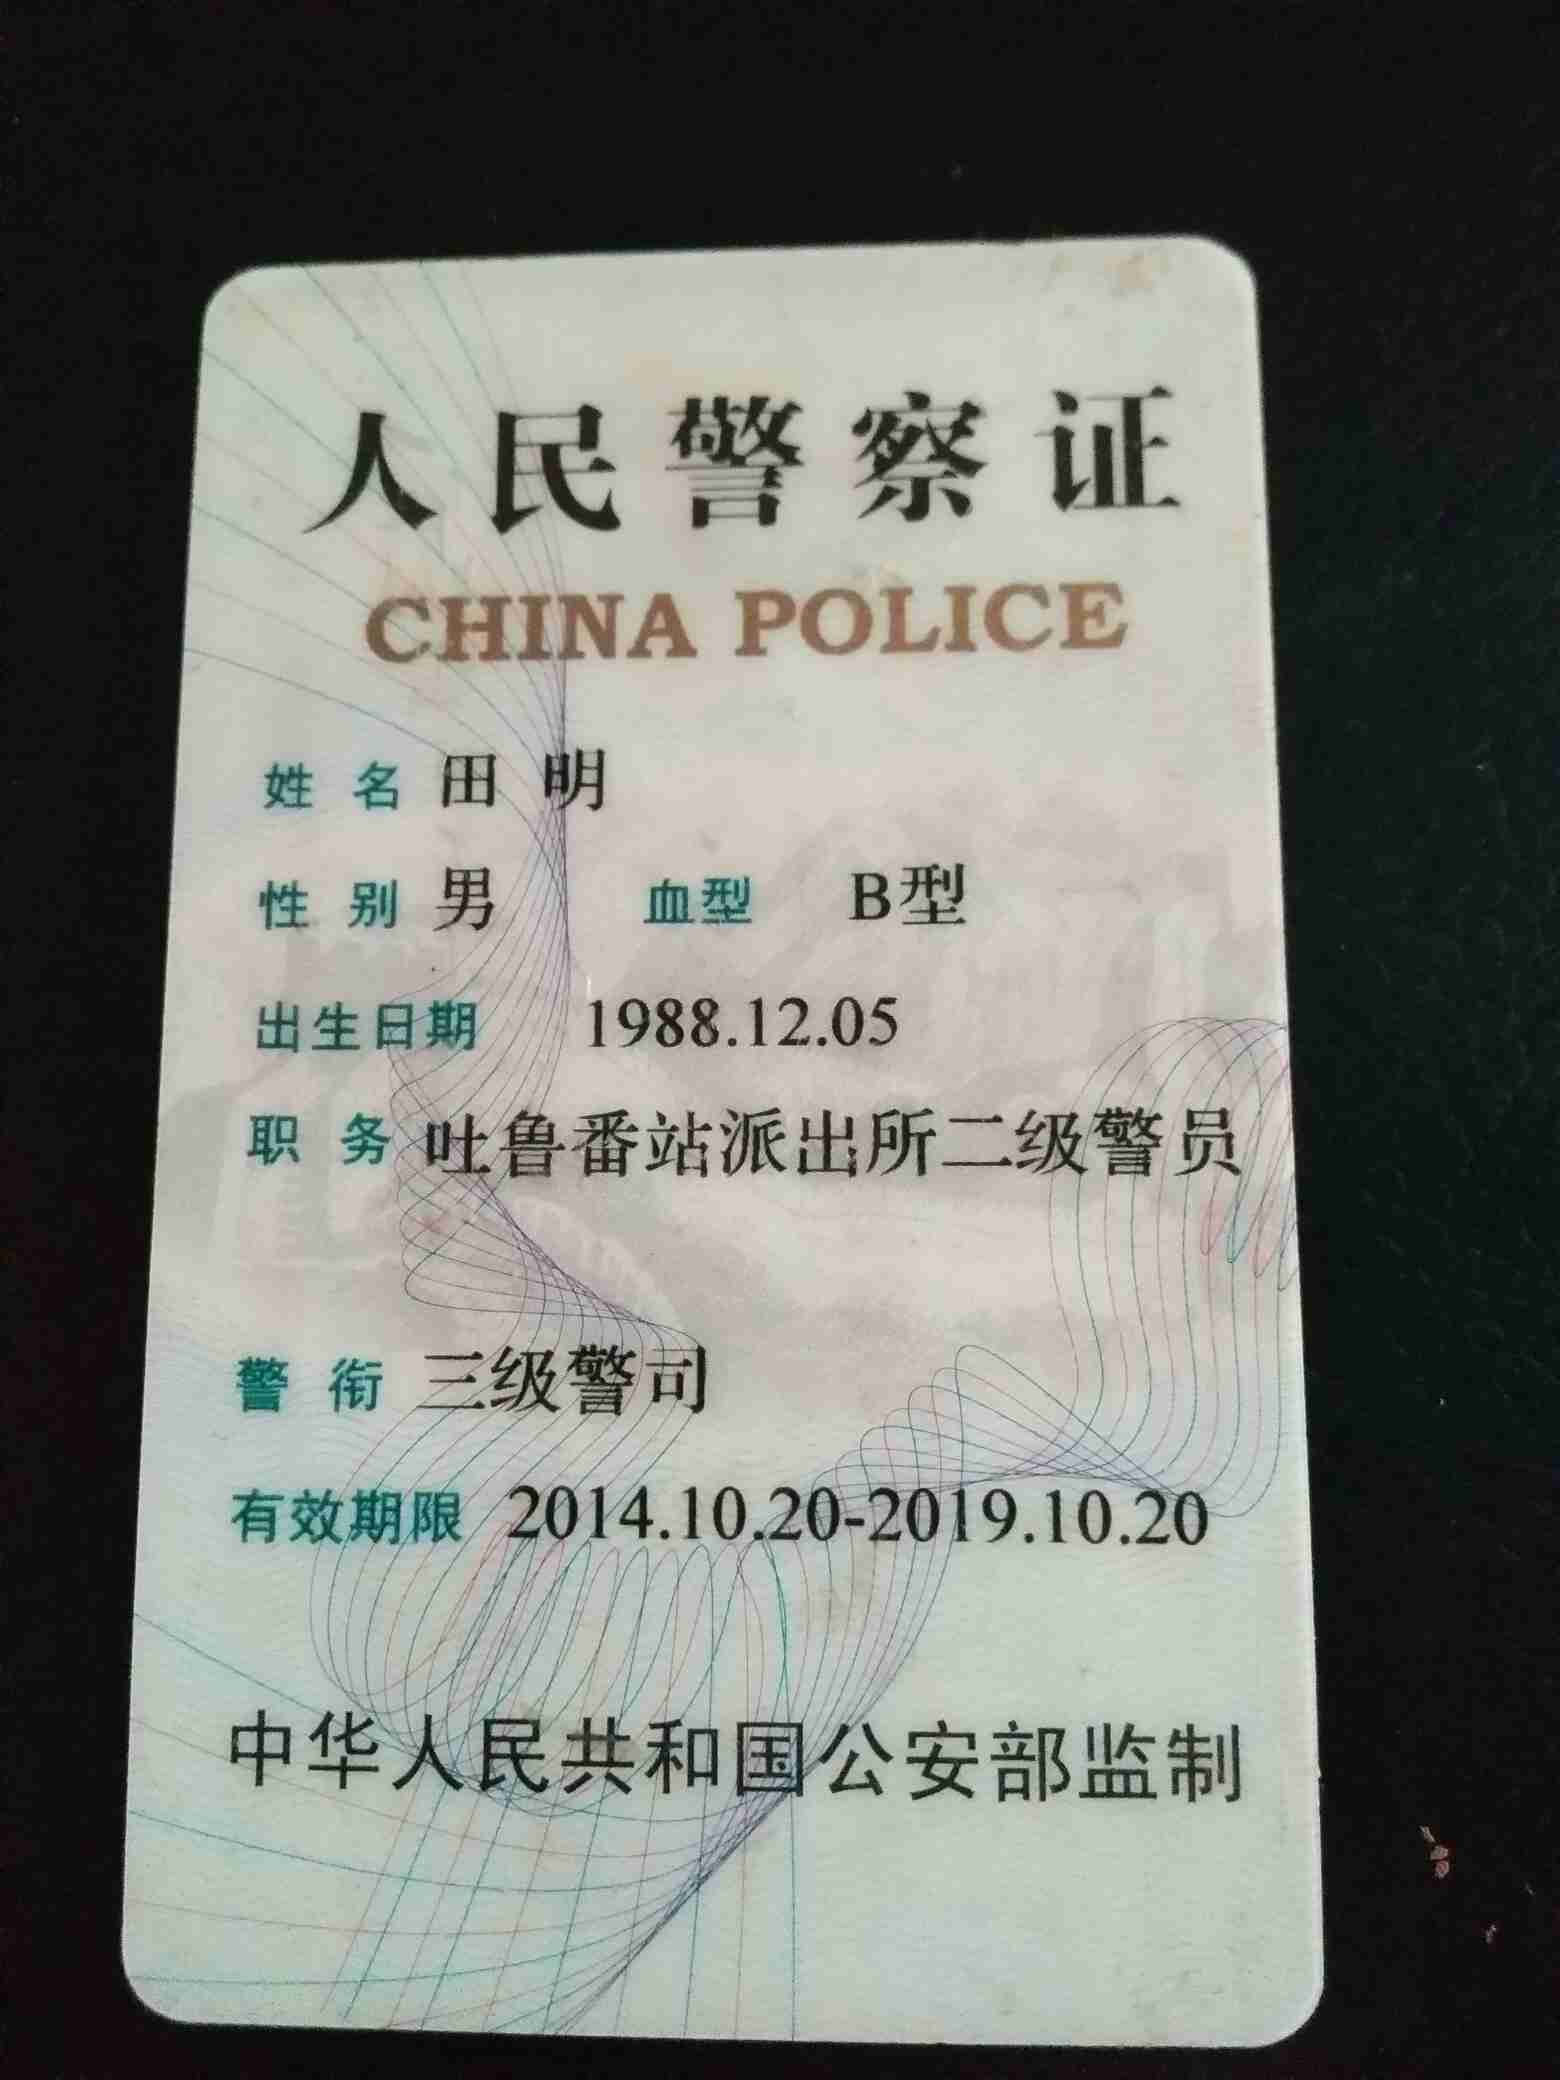 人民警察证
CHINA POLICE
姓 名 田 明
性 别 男 血型 B型
出生日期 1988.12.05
职 务 吐鲁番站派出所二级警员
警 衔 三级警司
有效期限 2014.10.20-2019.10.20
中华人民共和国公安部监制